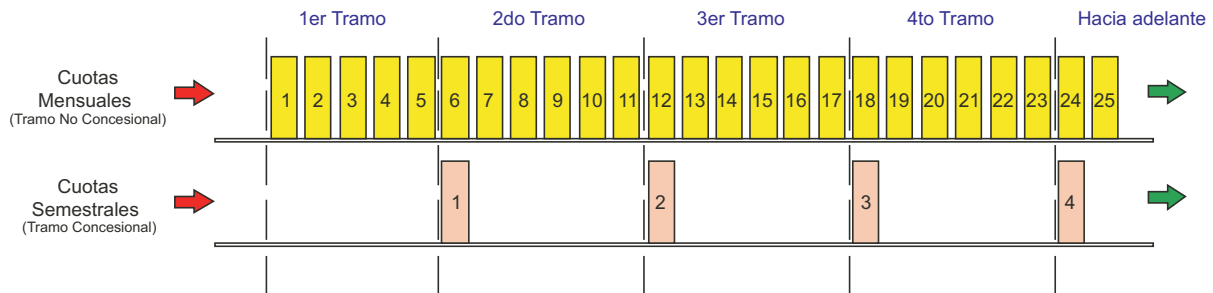 1er Tramo 2do Tramo 3er Tramo 4to Tramo Hacia adelante
Cuotas
Mensuales
(Tramo No Concesional)
1 2 3 4 5 6 7 8 9 10 11 12 13 14 15 16 17 18 19 20 21 22 23 24 25
Cuotas
Semestrales
(Tramo Concesional)
1 2 3 4